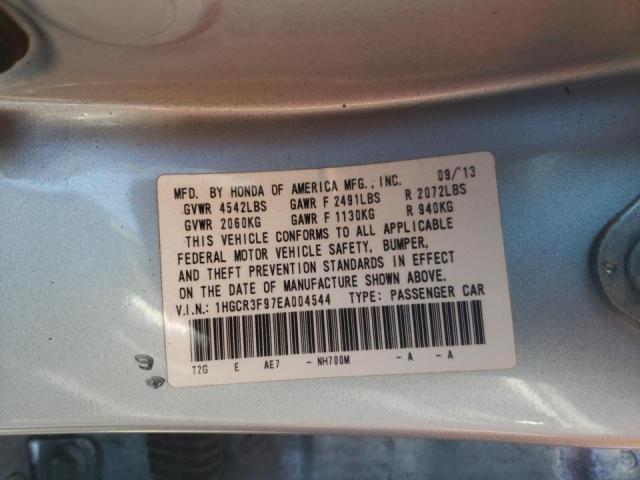 MFD. BY HONDA OF AMERICA MFG., INC. 09/'13
GVWR 4542LBS GAWR F 2491LBS R 2072LBS
GVWR 2060KG GAWR F 1130KG R 940KG
THIS VEHICLE CONFORMS TO ALL APPLICABLE
FEDERAL MOTOR VEHICLE SAFETY, BUMPER,
AND THEFT PREVENTION STANDARDS IN EFFECT
ON THE DATE OF MANUFACTURE SHOWN ABOVE.
V.I.N.: 1HGCR3F97EA004544 TYPE: PASSENGER CAR
T2G E AE7 - NH700M - A - A